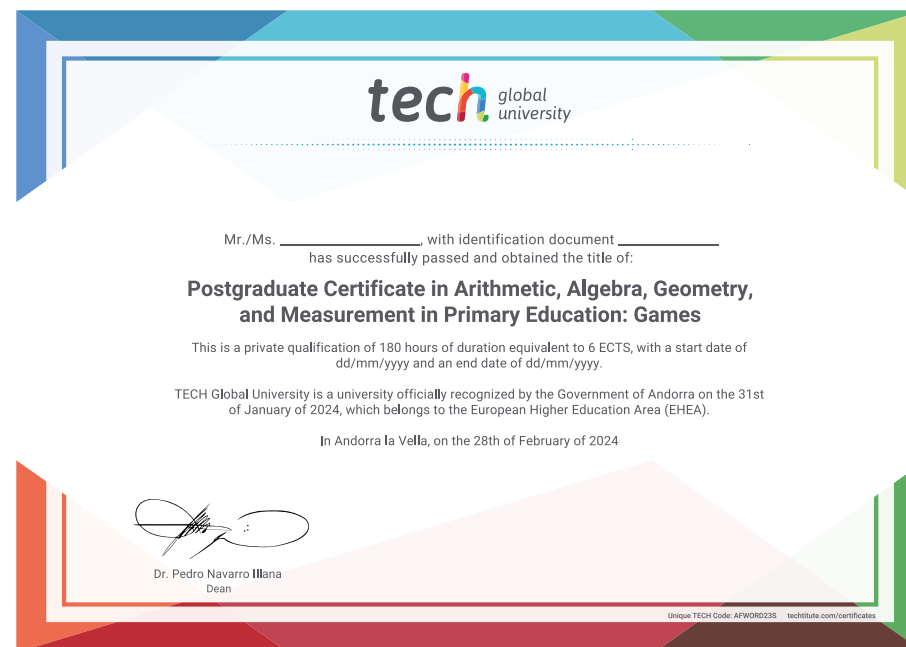 tech global university
Mr./Ms. ____________, with identification document ____________
has successfully passed and obtained the title of:
Postgraduate Certificate in Arithmetic, Algebra, Geometry,
and Measurement in Primary Education: Games
This is a private qualification of 180 hours of duration equivalent to 6 ECTS, with a start date of
dd/mm/yyyy and an end date of dd/mm/yyyy.
TECH Global University is a university officially recognized by the Government of Andorra on the 31st
of January of 2024, which belongs to the European Higher Education Area (EHEA).
In Andorra la Vella, on the 28th of February of 2024
Dr. Pedro Navarro Illana
Dean
Unique TECH Code: AFWORD23S techtitute.com/certificates